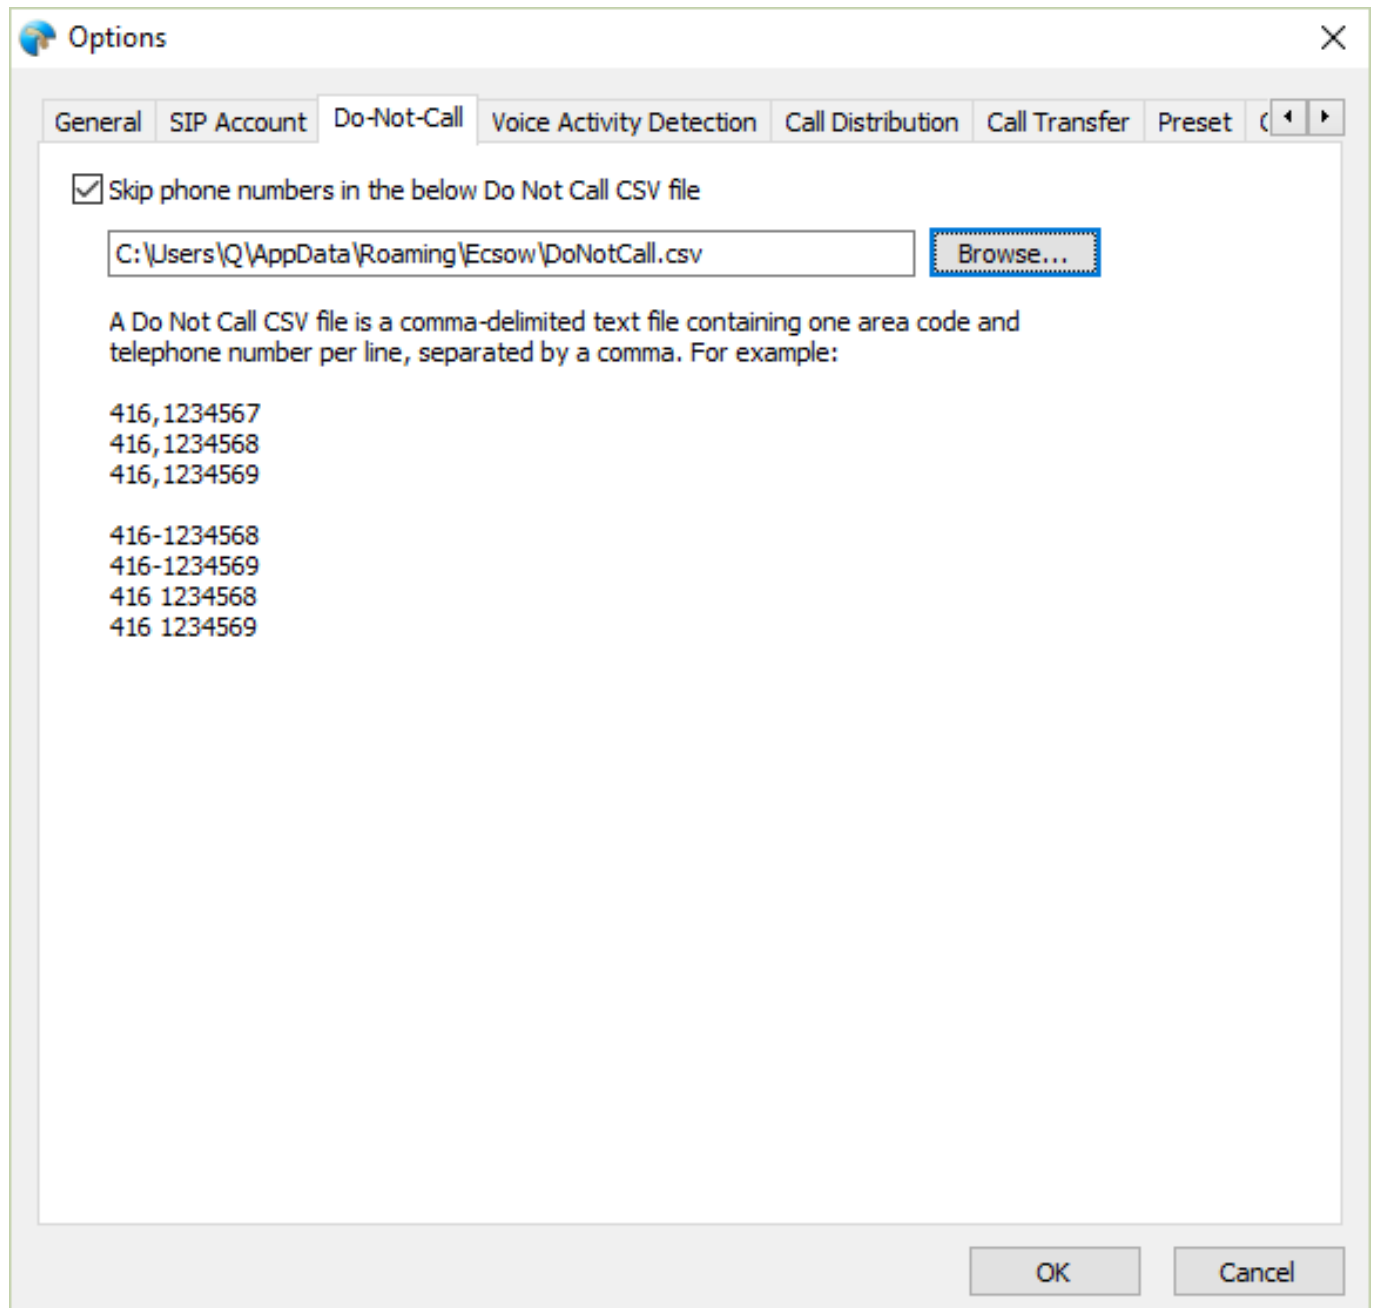 Options
General SIP Account Do-Not-Call Voice Activity Detection Call Distribution Call Transfer Preset
Skip phone numbers in the below Do Not Call CSV file
C:\Users\Q\AppData\Roaming\Ecsow\DoNotCall.csv Browse...
A Do Not Call CSV file is a comma-delimited text file containing one area code and
telephone number per line, separated by a comma. For example:
416,1234567
416,1234568
416,1234569
416-1234568
416-1234569
416 1234568
416 1234569
OK Cancel